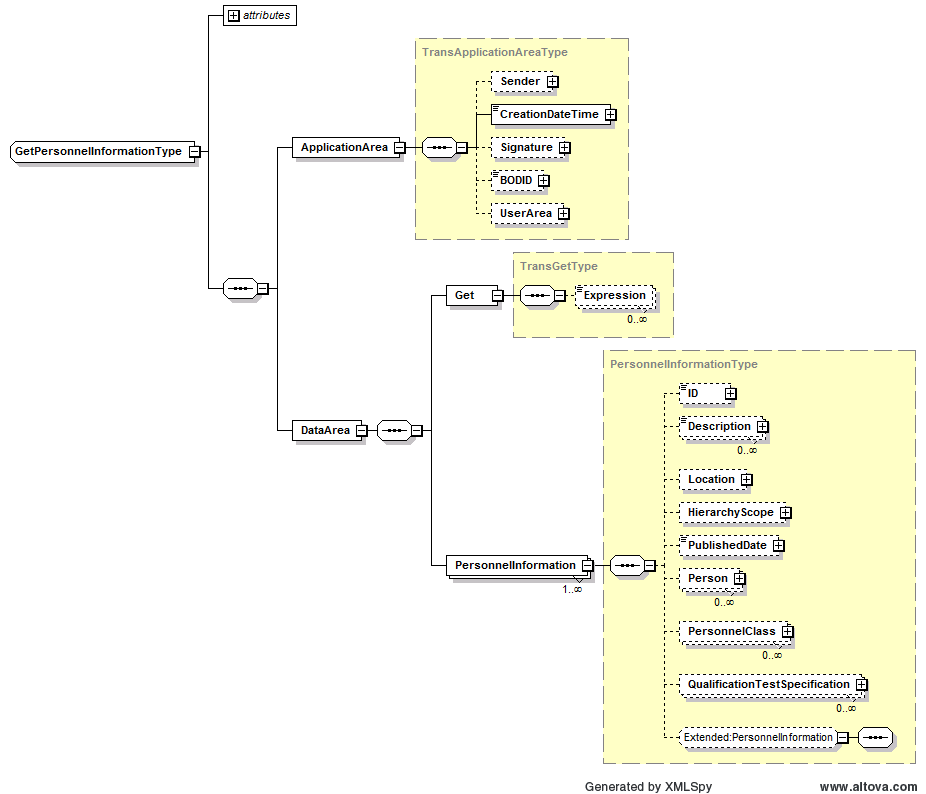 attributes
TransApplicationAreaType
Sender
CreationDateTime
GetPersonnelInformationType
ApplicationArea
Signature
BODID
UserArea
TransGetType
Get
Expression
0..∞
PersonnelInformationType
ID
Description
0..∞
DataArea
Location
HierarchyScope
PublishedDate
PersonnelInformation
1..∞
Person
0..∞
PersonnelClass
0..∞
QualificationTestSpecification
0..∞
Extended:PersonnelInformation
Generated by XMLSpy
www.altova.com